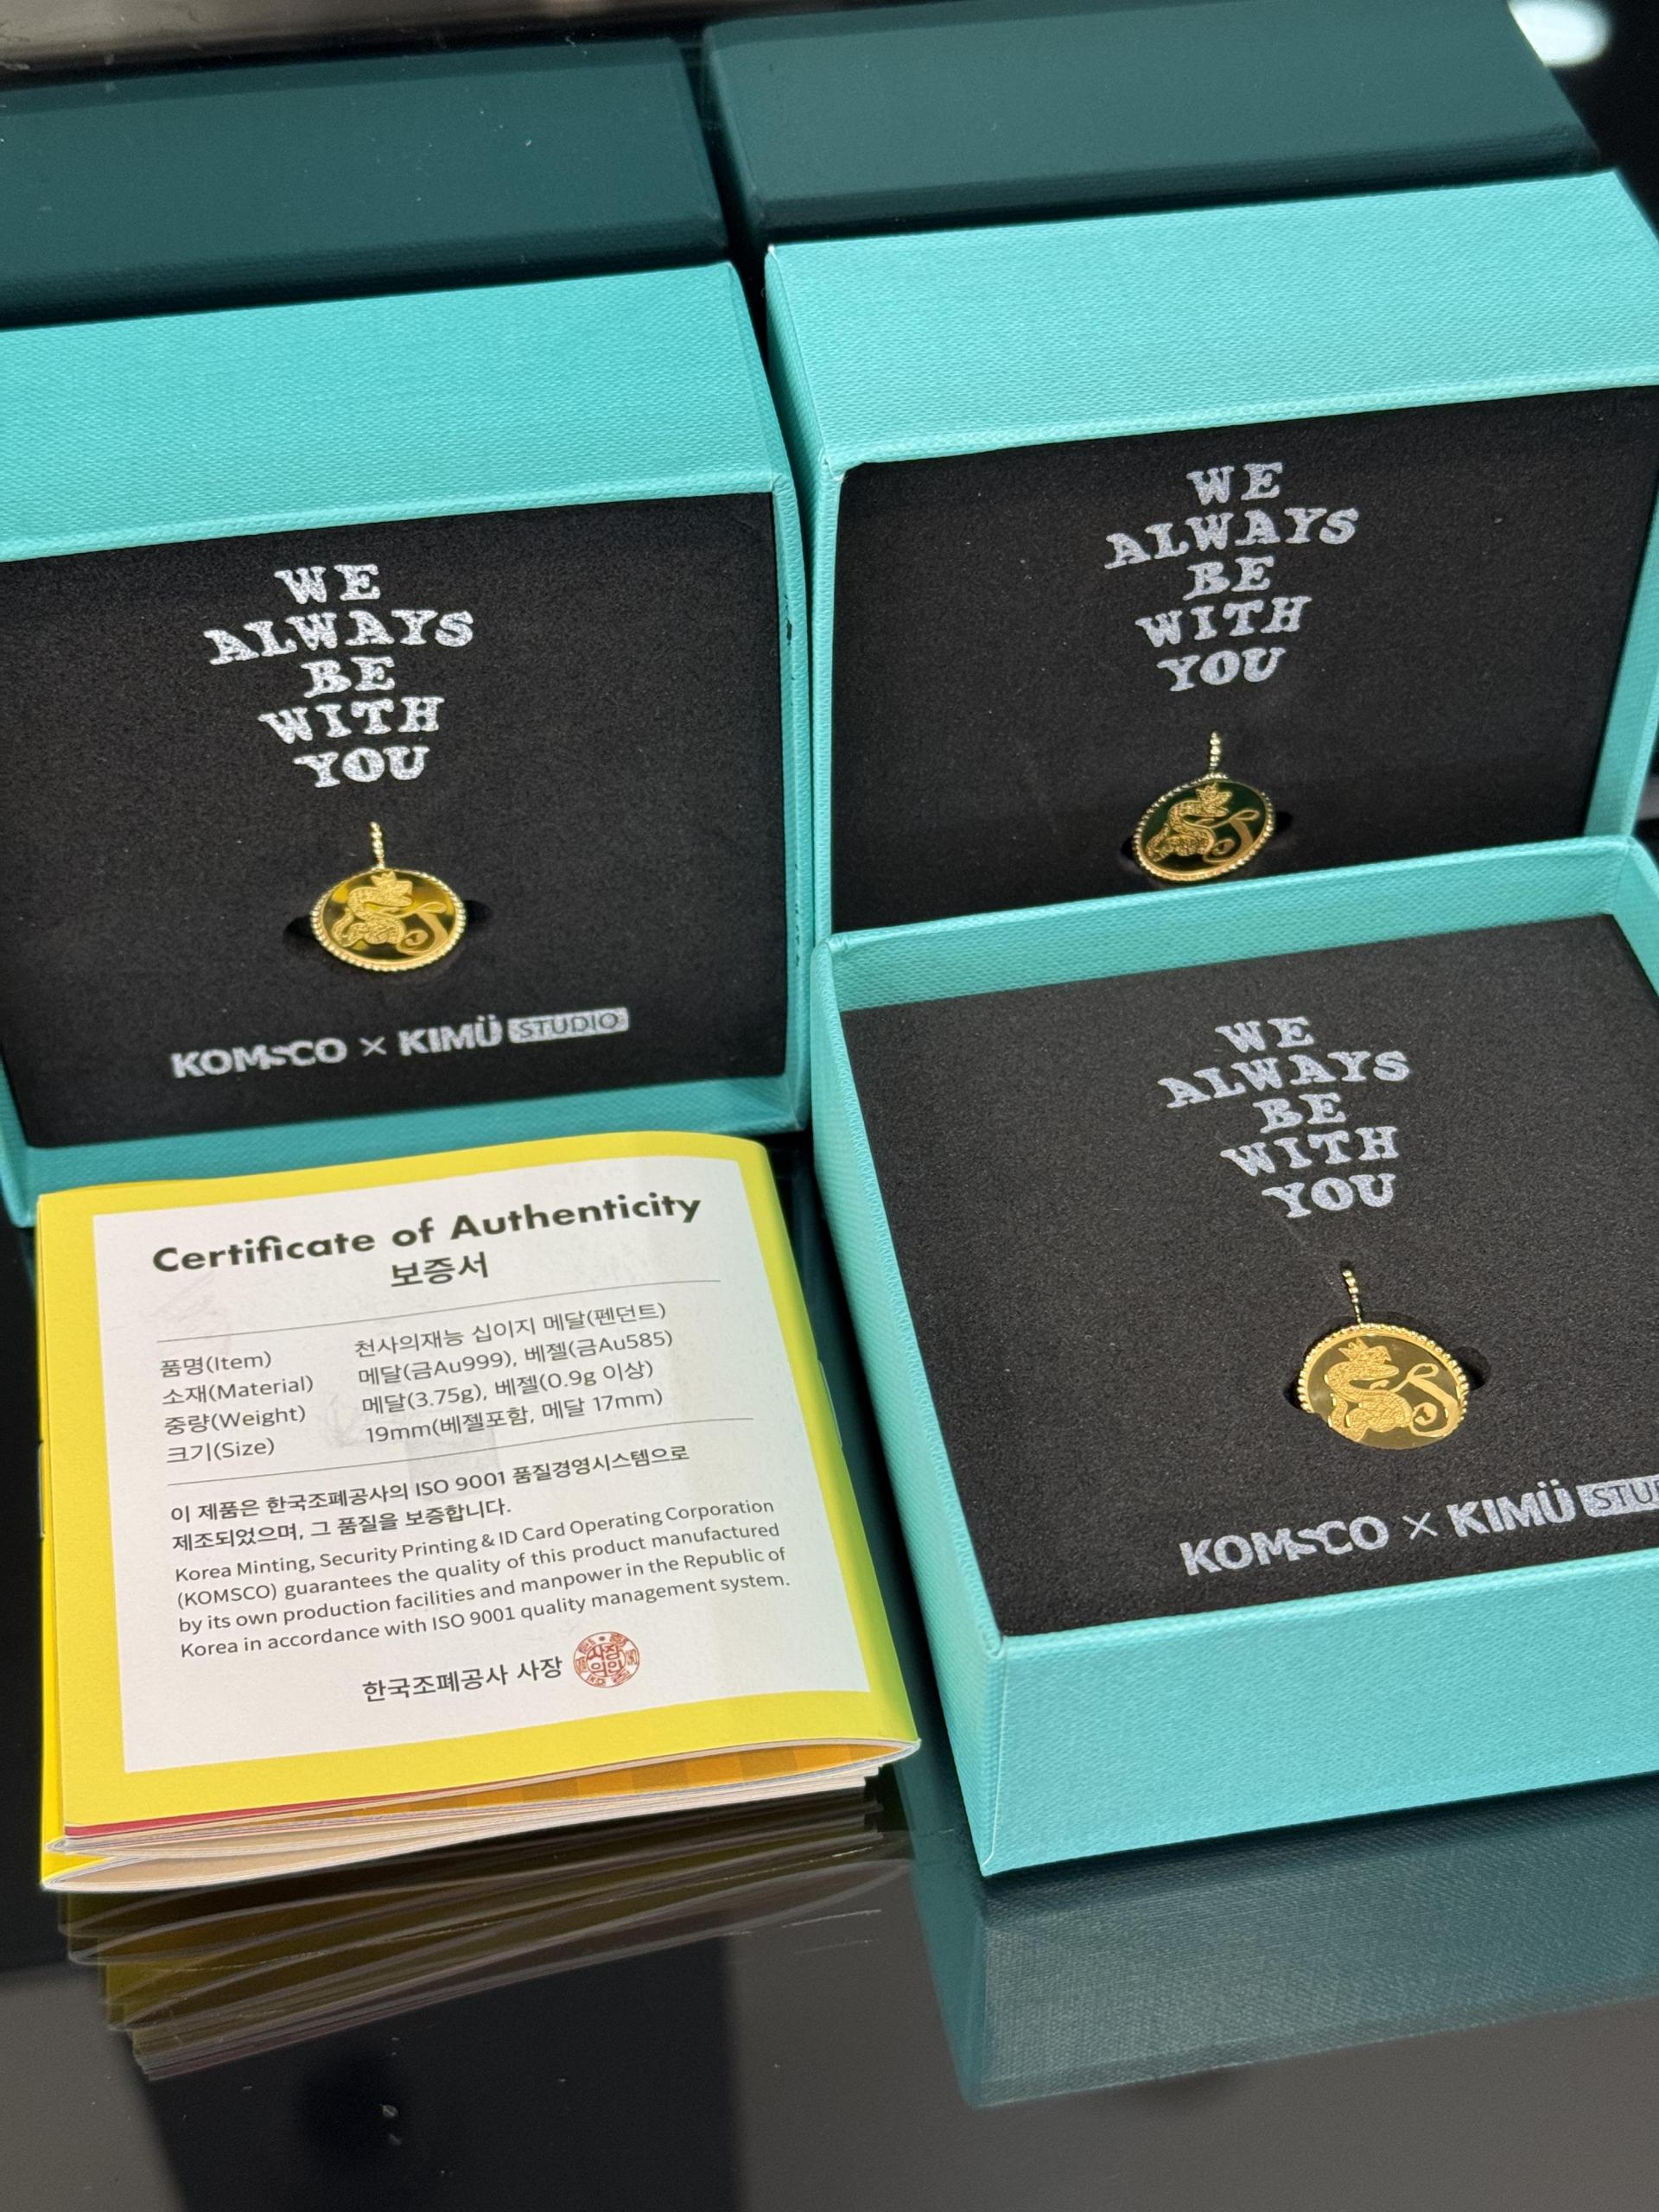 WE
ALWAYS
BE
WITH
YOU
KOMSCO × KIMÜ STUDIO
WE
ALWAYS
BE
WITH
YOU
WE
ALWAYS
BE
WITH
YOU
KOMSCO × KIMÜ
Certificate of Authenticity
보증서
품명(Item) 천사의재능 십이지 메달(펜던트)
소재(Material) 메달(금Au999), 베젤(금Au585)
중량(Weight) 메달(3.75g), 베젤(0.9g 이상)
크기(Size) 19mm(베젤포함, 메달 17mm)
이 제품은 한국조폐공사의 ISO 9001 품질경영시스템으로
제조되었으며, 그 품질을 보증합니다.
Korea Minting, Security Printing & ID Card Operating Corporation
(KOMSCO) guarantees the quality of this product manufactured
by its own production facilities and manpower in the Republic of
Korea in accordance with ISO 9001 quality management system.
한국조폐공사 사장
사장
의인